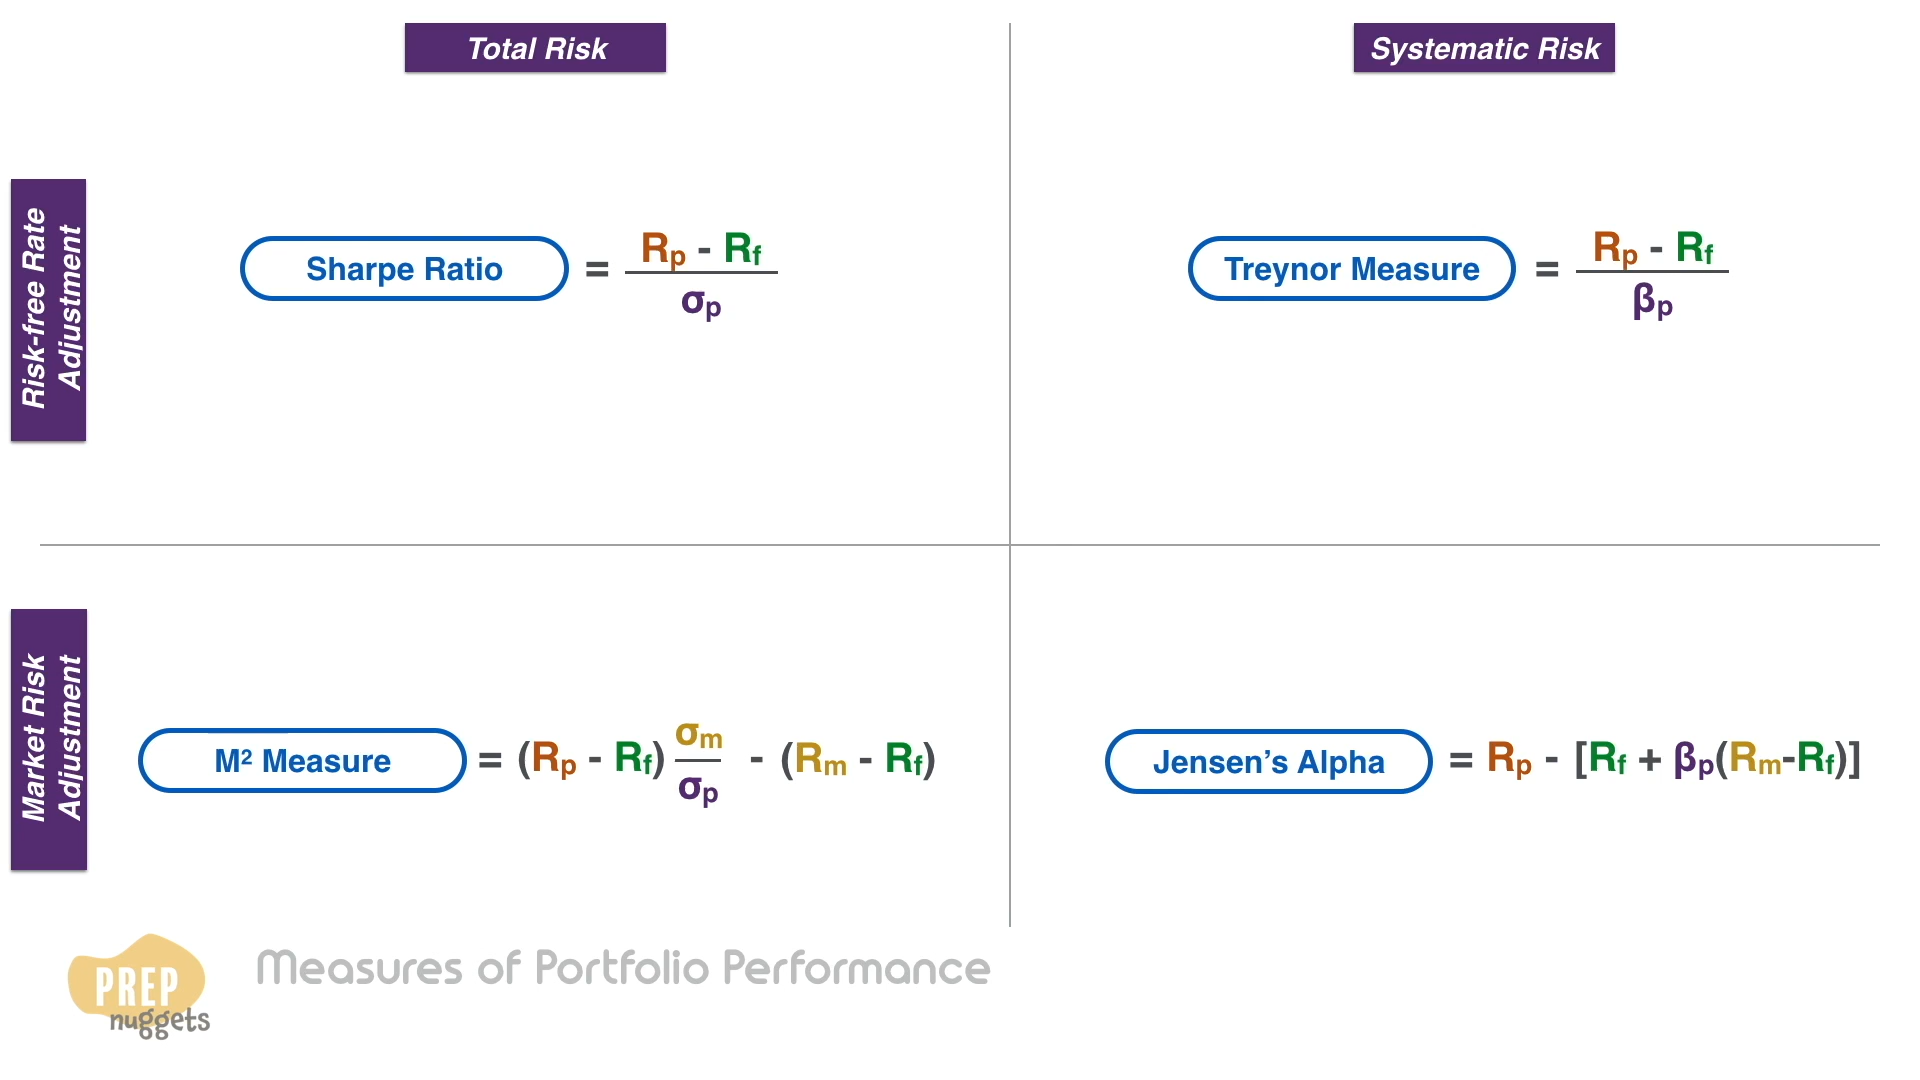 Total Risk
Systematic Risk
Risk-free Rate
Adjustment
Sharpe Ratio = Rp - Rf
σp
Treynor Measure = Rp - Rf
βp
Market Risk
Adjustment
M² Measure = (Rp - Rf) σm/σp - (Rm - Rf)
Jensen’s Alpha = Rp - [Rf + βp(Rm-Rf)]
PREP
nuggets
Measures of Portfolio Performance